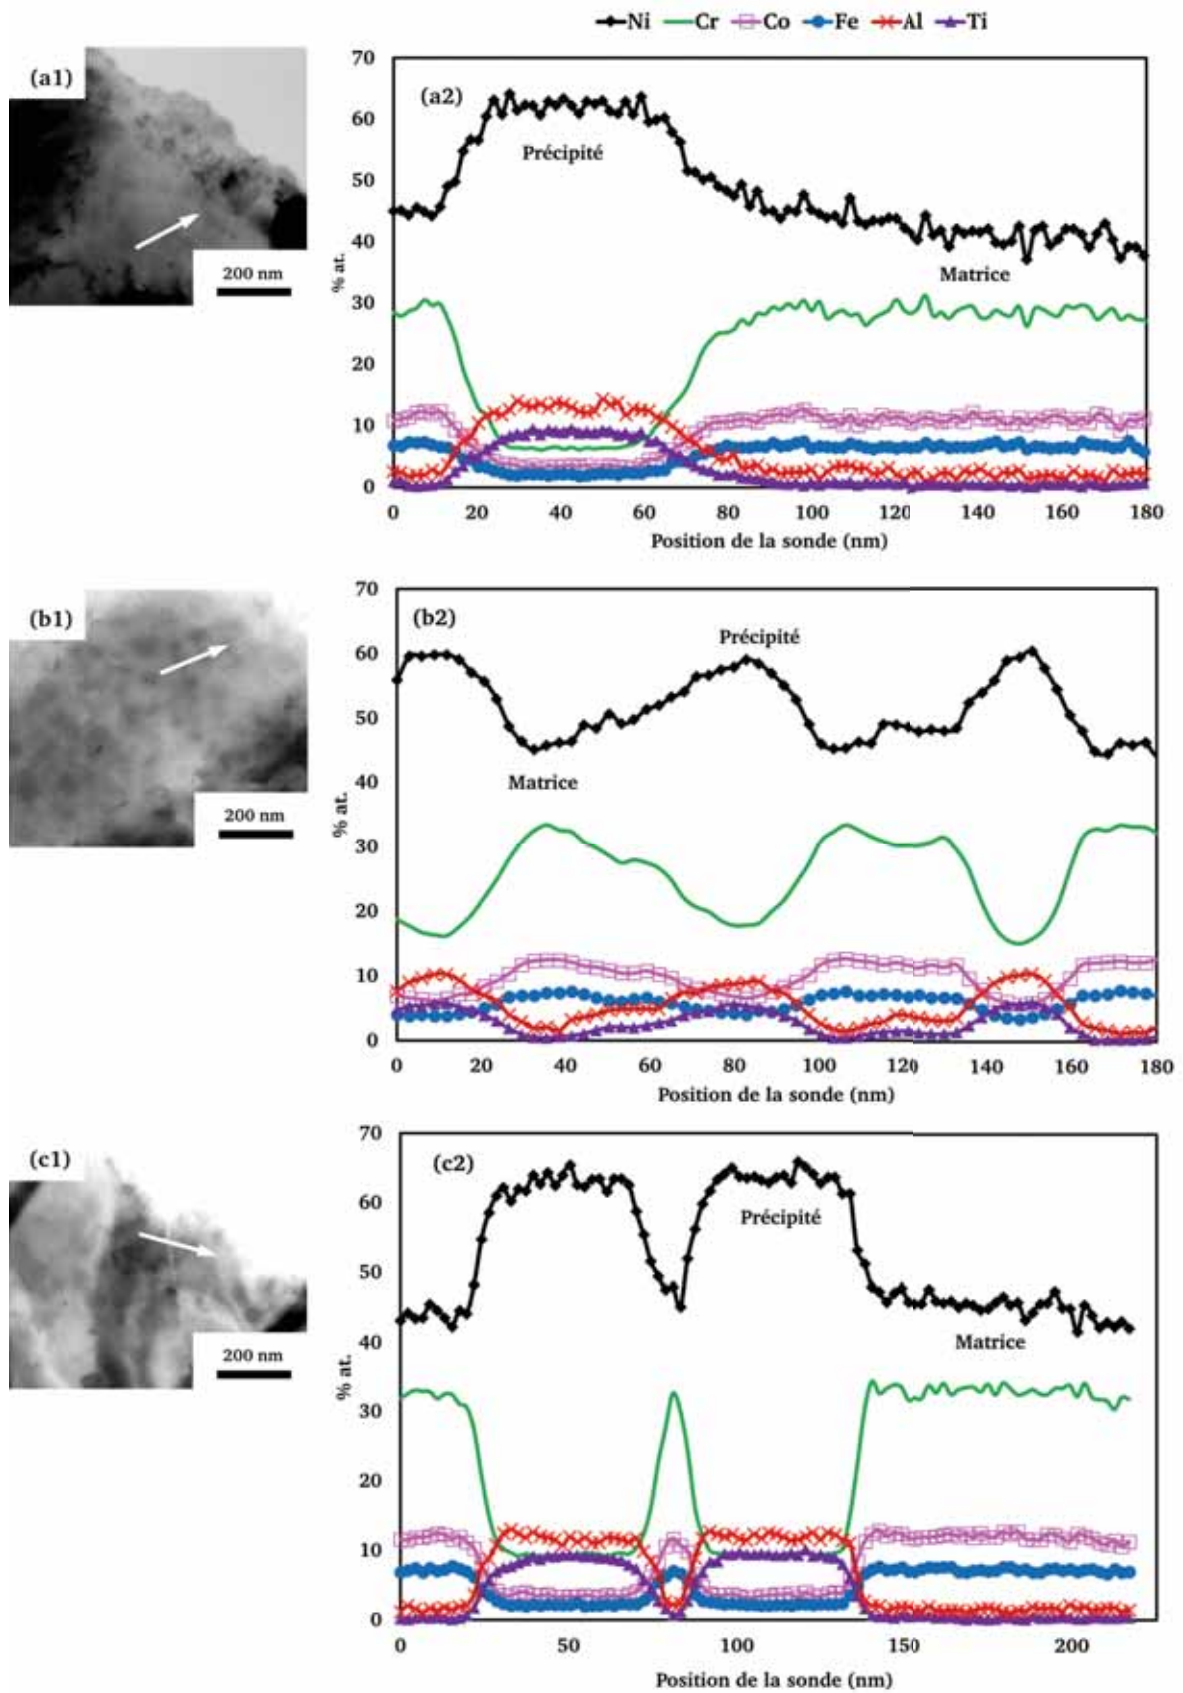 Ni Cr Co Fe Al Ti
(a1)
200 nm
(a2)
70
60
50
40
30
20
10
0
% at.
Précipité
Matrice
0 20 40 60 80 100 120 140 160 180
Position de la sonde (nm)
(b1)
200 nm
(b2)
70
60
50
40
30
20
10
0
% at.
Précipité
Matrice
0 20 40 60 80 100 120 140 160 180
Position de la sonde (nm)
(c1)
200 nm
(c2)
70
60
50
40
30
20
10
0
% at.
Précipité
Matrice
0 50 100 150 200
Position de la sonde (nm)